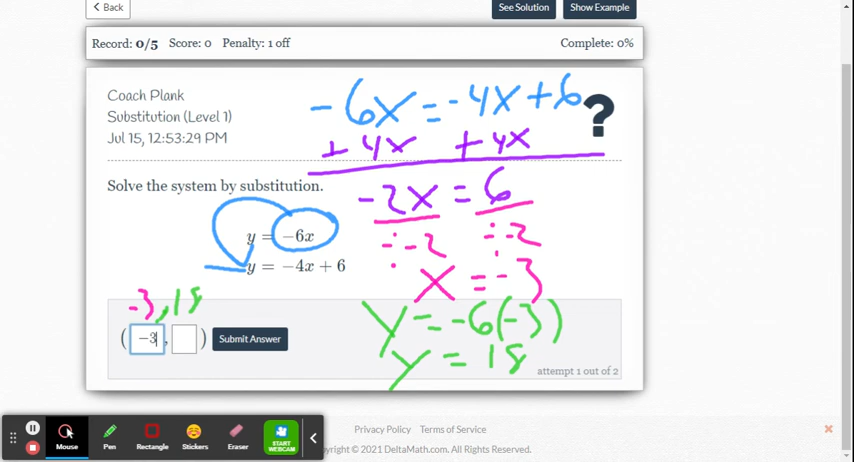 Back
See Solution
Show Example
Record: 0/5 Score: 0 Penalty: 1 off
Complete: 0%
Coach Plank
Substitution (Level 1)
Jul 15, 12:53:29 PM
?
-6x = -4x + 6
+ 4x + 4x
-2x = 6
÷ -2 ÷ -2
x = -3
y = -6(-3)
y = 18
Solve the system by substitution.
y = −6x
y = −4x + 6
-3, 18
( −3 , )
Submit Answer
attempt 1 out of 2
Mouse
Pen
Rectangle
Stickers
Eraser
START
WEBCAM
Privacy Policy Terms of Service
pyright © 2021 DeltaMath.com. All Rights Reserved.